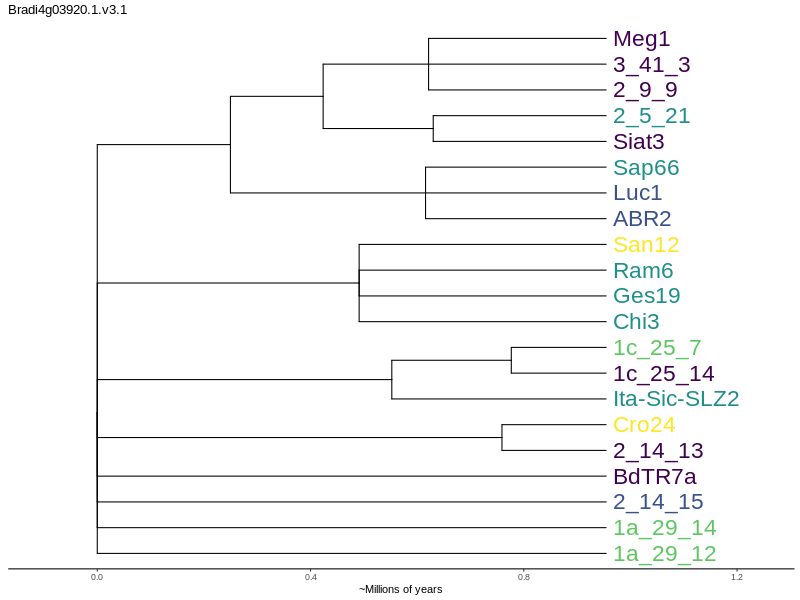 Bradi4g03920.1.v3.1
Meg1
3_41_3
2_9_9
2_5_21
Siat3
Sap66
Luc1
ABR2
San12
Ram6
Ges19
Chi3
1c_25_7
1c_25_14
Ita-Sic-SLZ2
Cro24
2_14_13
BdTR7a
2_14_15
1a_29_14
1a_29_12
0.0 0.4 0.8 1.2
~Millions of years